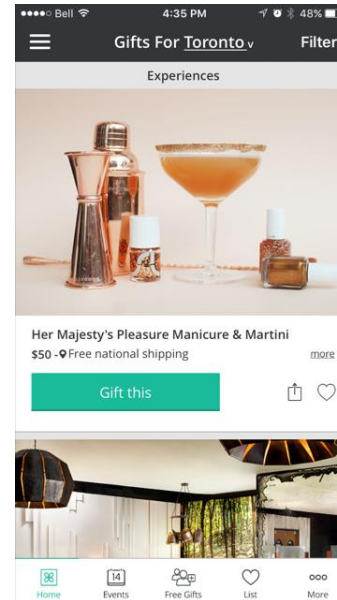 Bell 4:35 PM 48%
Gifts For Toronto v Filter
Experiences
Her Majesty's Pleasure Manicure & Martini
$50 - Free national shipping more
Gift this
14
Home Events Free Gifts List More